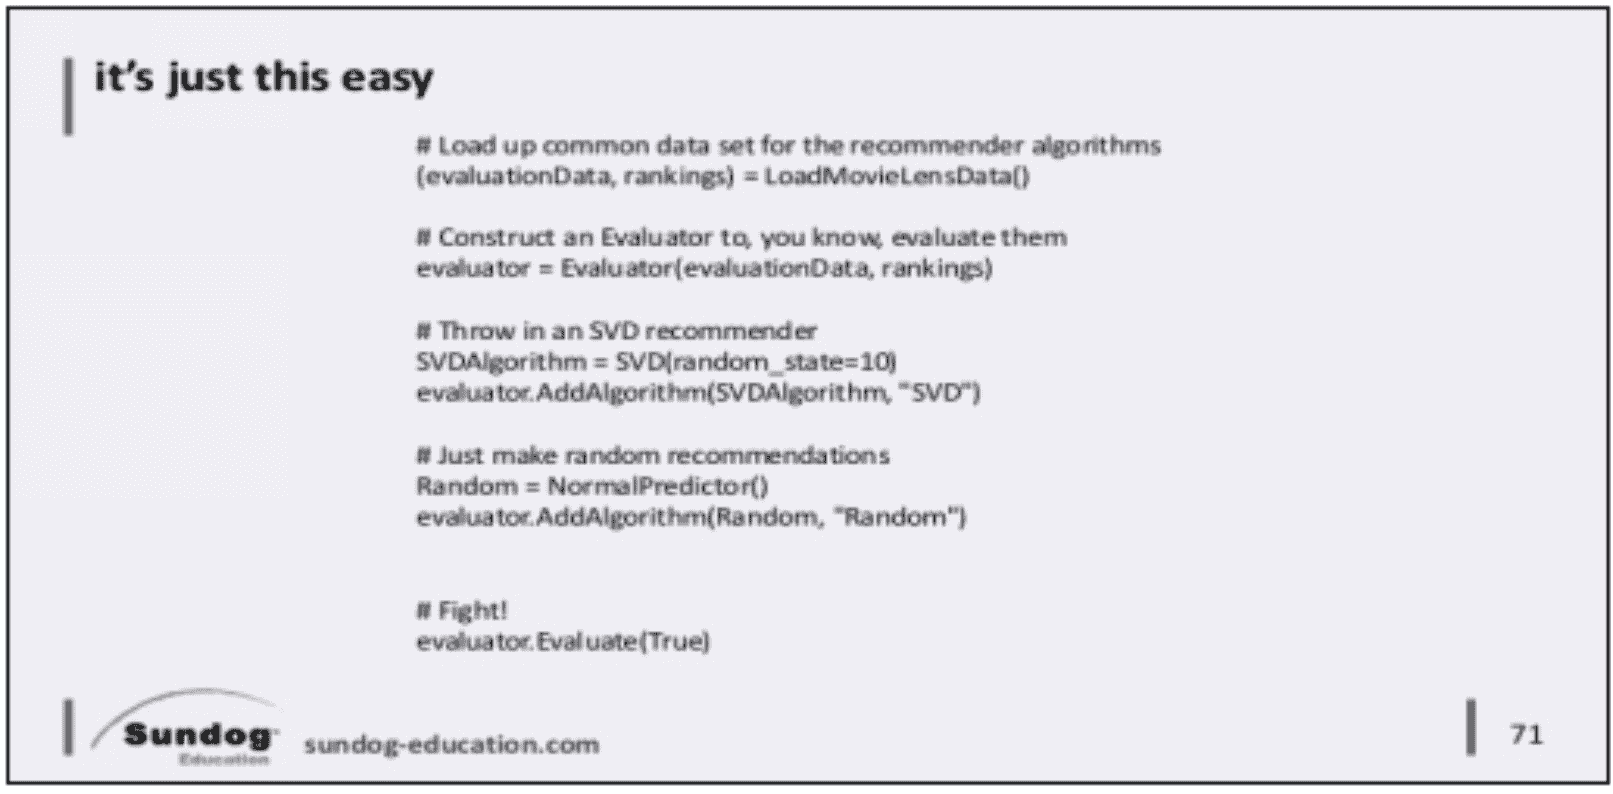 it’s just this easy
# Load up common data set for the recommender algorithms
(evaluationData, rankings) = LoadMovieLensData()
# Construct an Evaluator to, you know, evaluate them
evaluator = Evaluator(evaluationData, rankings)
# Throw in an SVD recommender
SVDAlgorithm = SVD(random_state=10)
evaluator.AddAlgorithm(SVDAlgorithm, "SVD")
# Just make random recommendations
Random = NormalPredictor()
evaluator.AddAlgorithm(Random, "Random")
# Fight!
evaluator.Evaluate(True)
Sundog
Education
sundog-education.com
71